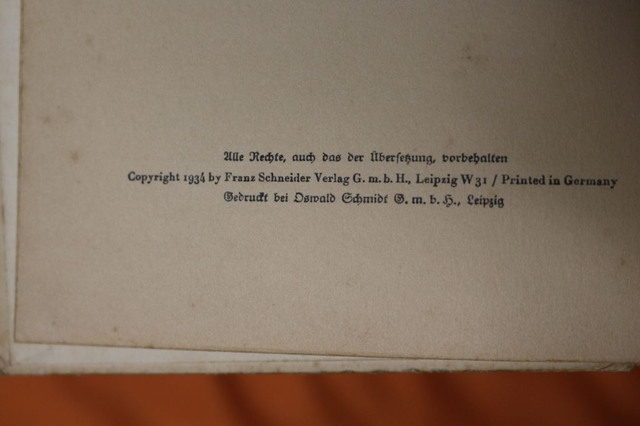 Alle Rechte, auch das der Übersetzung, vorbehalten
Copyright 1934 by Franz Schneider Verlag G. m. b. H., Leipzig W 31 / Printed in Germany
Gedruckt bei Oswald Schmidt G. m. b. H., Leipzig